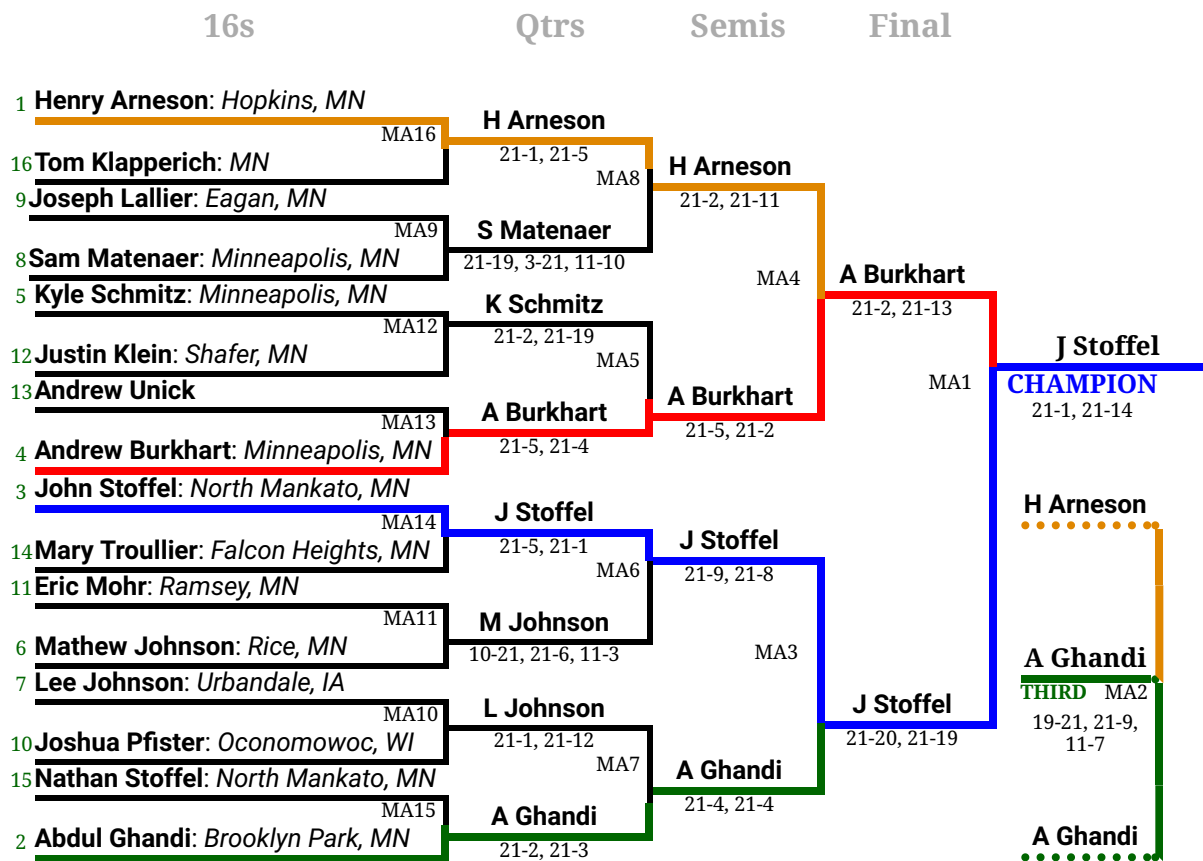 16s
Qtrs
Semis
Final
1 Henry Arneson: Hopkins, MN
MA16
16 Tom Klapperich: MN
9 Joseph Lallier: Eagan, MN
MA9
8 Sam Matenaer: Minneapolis, MN
5 Kyle Schmitz: Minneapolis, MN
MA12
12 Justin Klein: Shafer, MN
13 Andrew Unick
MA13
4 Andrew Burkhart: Minneapolis, MN
3 John Stoffel: North Mankato, MN
MA14
14 Mary Troullier: Falcon Heights, MN
11 Eric Mohr: Ramsey, MN
MA11
6 Mathew Johnson: Rice, MN
7 Lee Johnson: Urbandale, IA
MA10
10 Joshua Pfister: Oconomowoc, WI
15 Nathan Stoffel: North Mankato, MN
MA15
2 Abdul Ghandi: Brooklyn Park, MN
H Arneson
21-1, 21-5
MA8
S Matenaer
21-19, 3-21, 11-10
K Schmitz
21-2, 21-19
MA5
A Burkhart
21-5, 21-4
J Stoffel
21-5, 21-1
MA6
M Johnson
10-21, 21-6, 11-3
L Johnson
21-1, 21-12
MA7
A Ghandi
21-2, 21-3
H Arneson
21-2, 21-11
MA4
A Burkhart
21-5, 21-2
J Stoffel
21-9, 21-8
MA3
A Ghandi
21-4, 21-4
A Burkhart
21-2, 21-13
MA1
J Stoffel
21-20, 21-19
J Stoffel
CHAMPION
21-1, 21-14
H Arneson
A Ghandi
THIRD MA2
19-21, 21-9,
11-7
A Ghandi